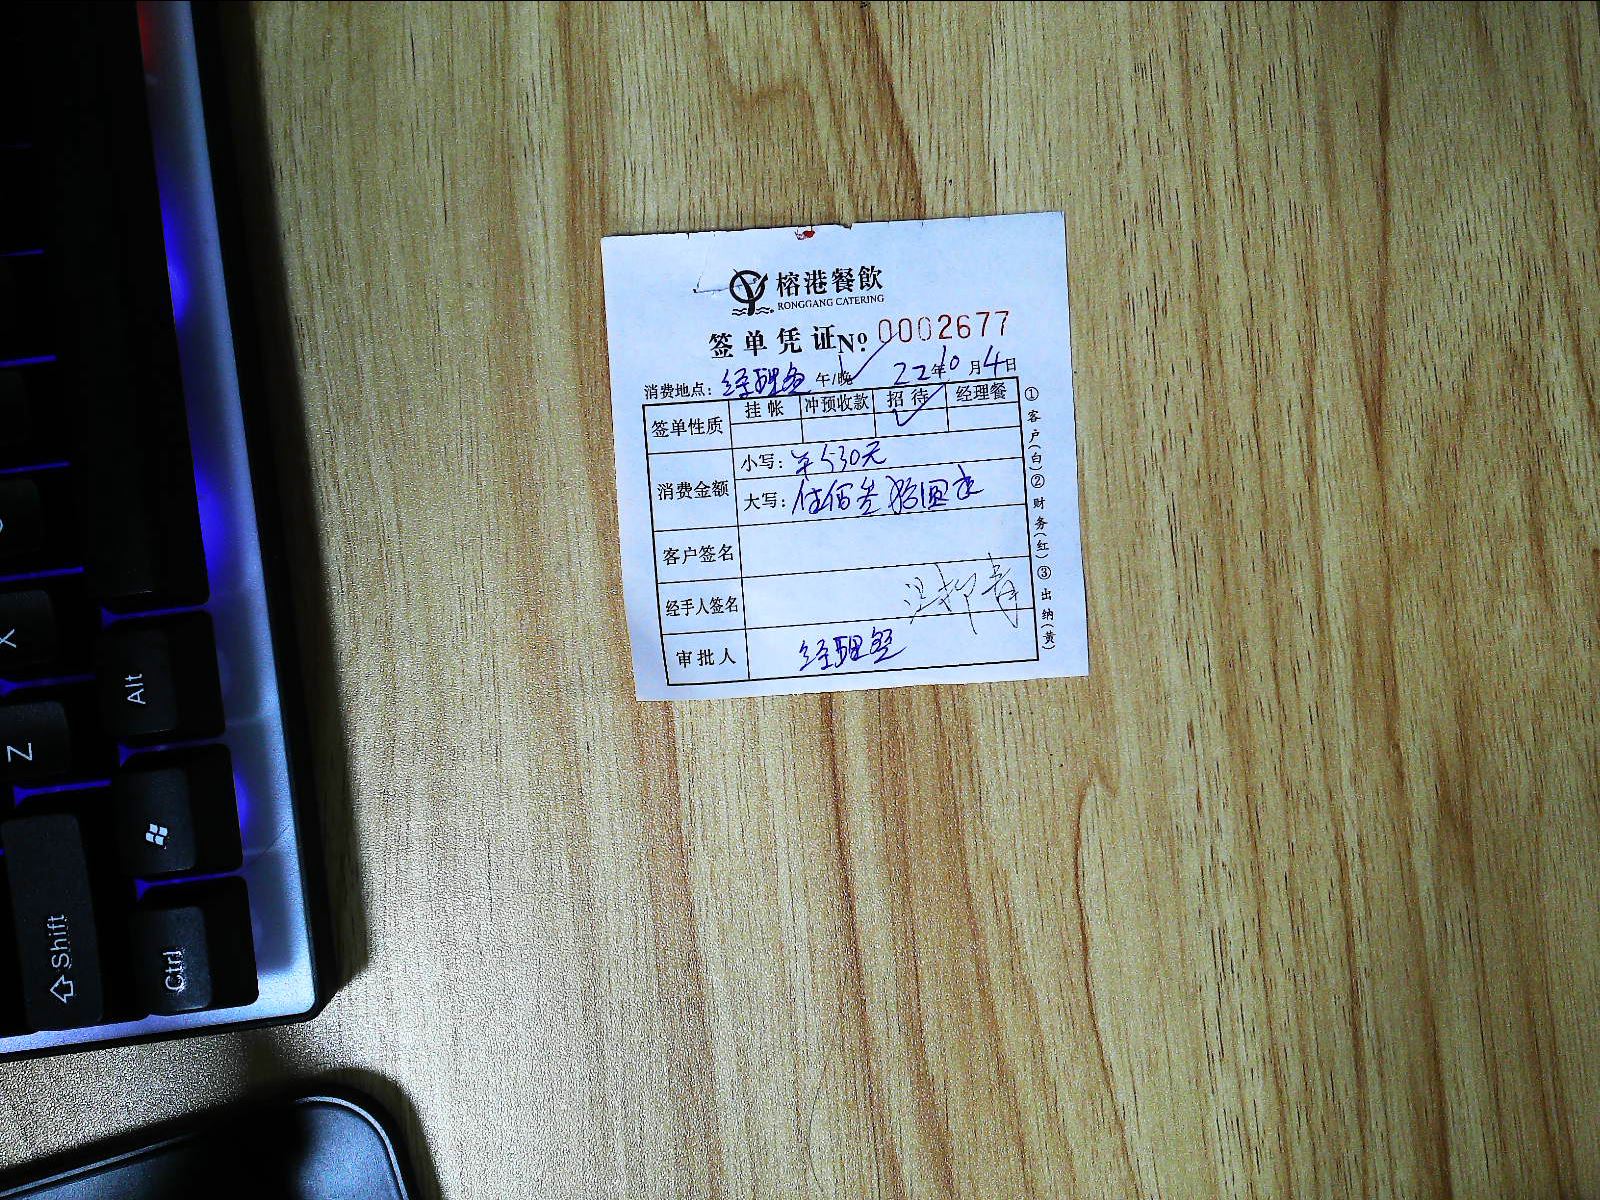 榕港餐飲
RONGGANG CATERING
签单凭证 Nº 0002677
消费地点: 经理餐 午/晚 22年10月4日
签单性质 挂帐 冲预收款 招待 经理餐
✓
消费金额
小写: ¥530元
大写: 伍佰叁拾圆
客户签名
经手人签名
审批人 经理餐
①客户(白)②财务(红)③出纳(黄)
Alt
X
Z
Shift
Ctrl